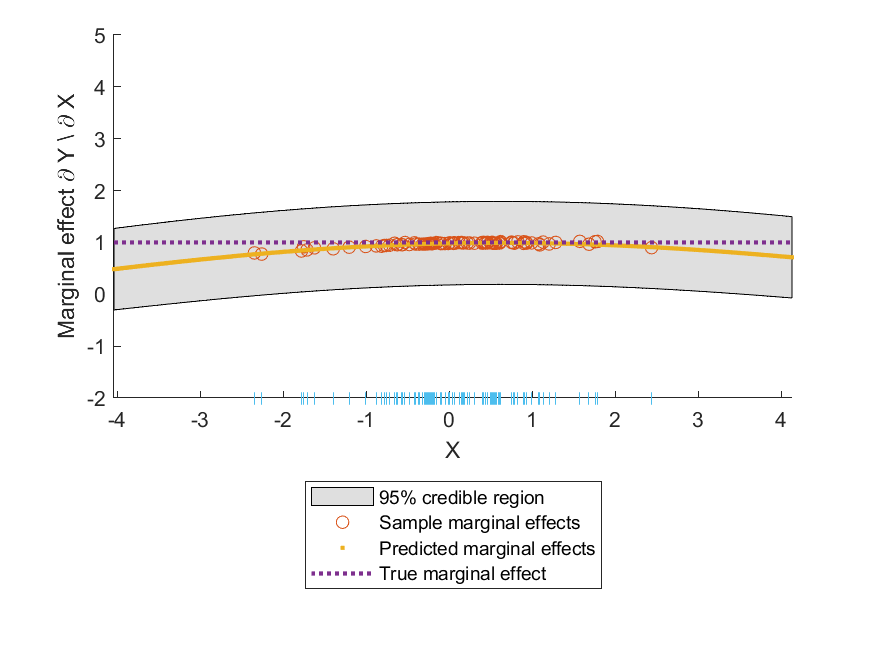 5
4
3
2
1
0
-1
-2
Marginal effect ∂ Y \ ∂ X
-4 -3 -2 -1 0 1 2 3 4
X
95% credible region
Sample marginal effects
Predicted marginal effects
True marginal effect